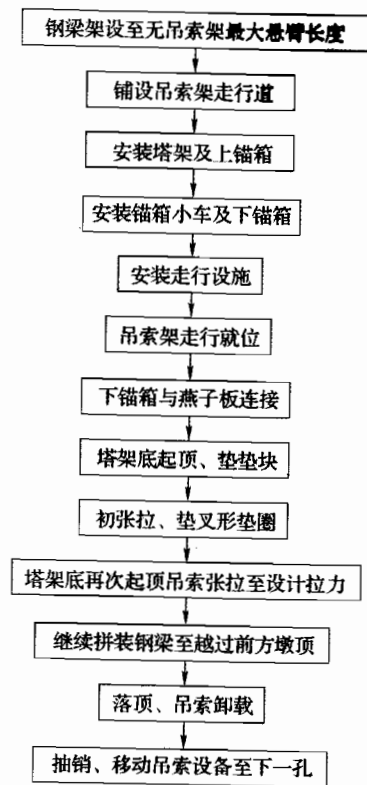 钢梁架设至无吊索架最大悬臂长度
铺设吊索架走行道
安装塔架及上锚箱
安装锚箱小车及下锚箱
安装走行设施
吊索架走行就位
下锚箱与燕子板连接
塔架底起顶、垫垫块
初张拉、垫叉形垫圈
塔架底再次起顶吊索张拉至设计拉力
继续拼装钢梁至越过前方墩顶
落顶、吊索卸载
抽销、移动吊索设备至下一孔